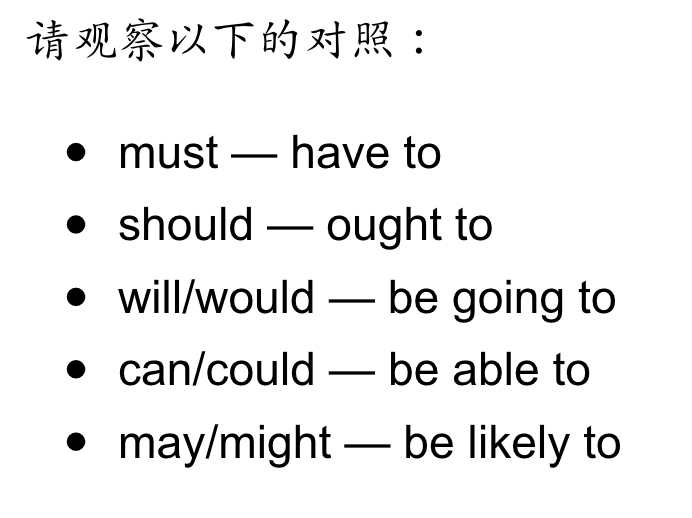 请观察以下的对照：
• must — have to
• should — ought to
• will/would — be going to
• can/could — be able to
• may/might — be likely to